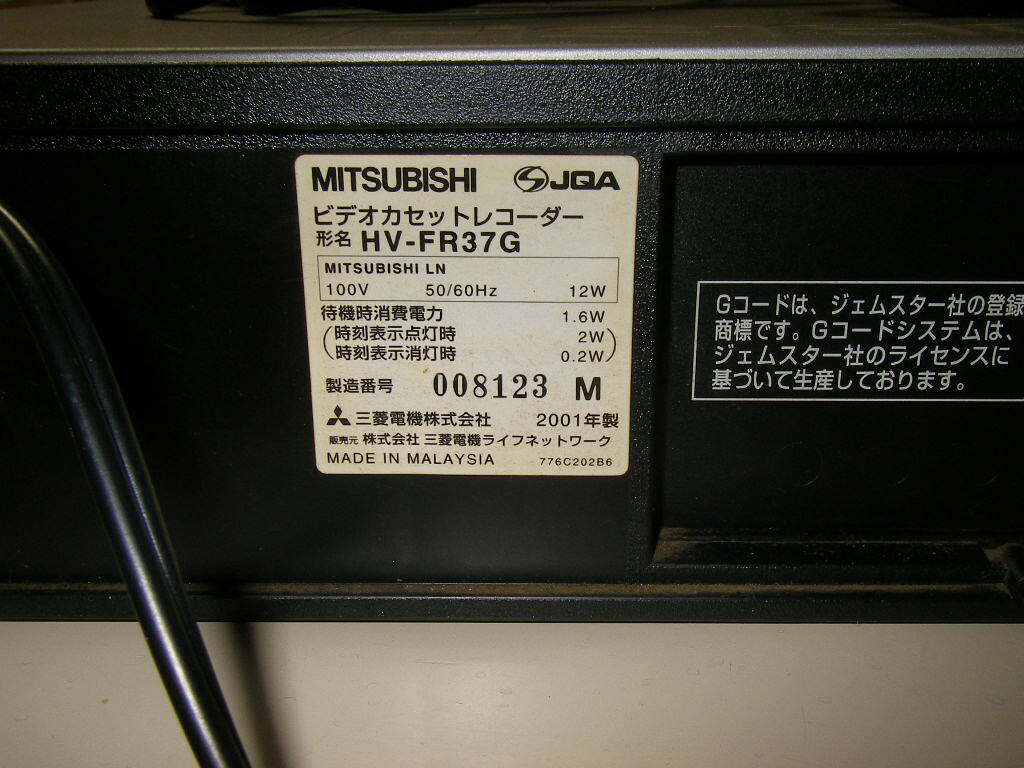 MITSUBISHI JQA
ビデオカセットレコーダー
形名 HV-FR37G
MITSUBISHI LN
100V 50/60Hz 12W
待機時消費電力 1.6W
(時刻表示点灯時 2W
時刻表示消灯時 0.2W)
製造番号 008123 M
三菱電機株式会社 2001年製
販売元 株式会社 三菱電機ライフネットワーク
MADE IN MALAYSIA 776C202B6
Gコードは、ジェムスター社の登録
商標です。Gコードシステムは、
ジェムスター社のライセンスに
基づいて生産しております。